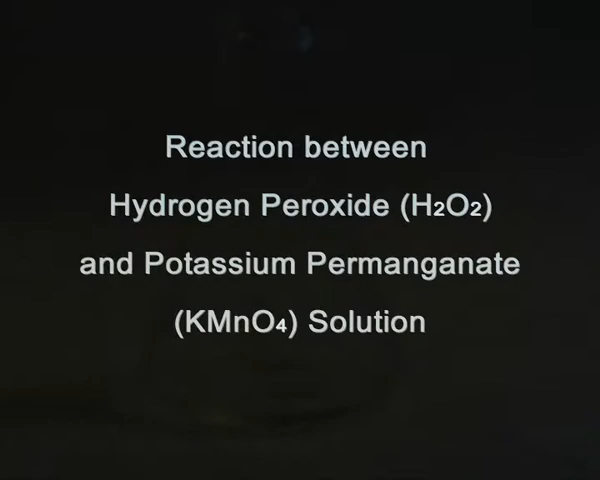 Reaction between
Hydrogen Peroxide (H₂O₂)
and Potassium Permanganate
(KMnO₄) Solution